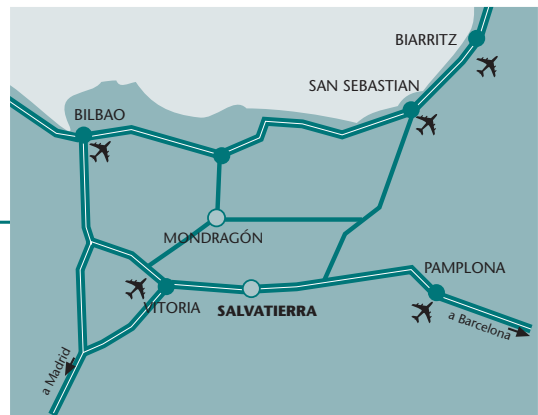 BIARRITZ
SAN SEBASTIAN
BILBAO
MONDRAGÓN
PAMPLONA
VITORIA
SALVATIERRA
a Barcelona
a Madrid